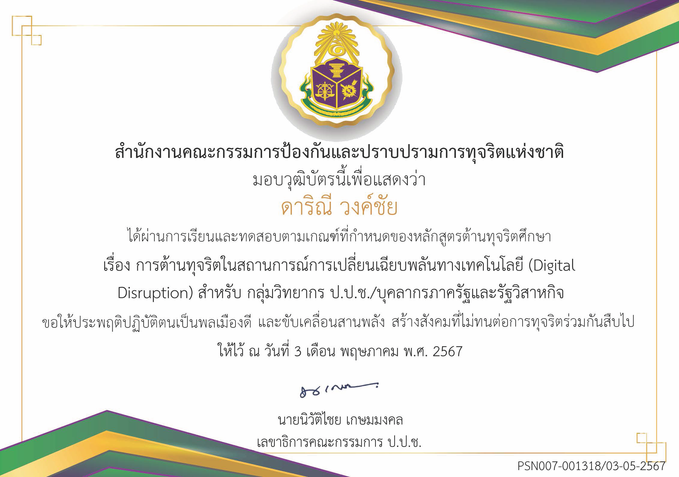 สำนักงานคณะกรรมการป้องกันและปราบปรามการทุจริตแห่งชาติ
มอบวุฒิบัตรนี้เพื่อแสดงว่า
ดาริณี วงค์ชัย
ได้ผ่านการเรียนและทดสอบตามเกณฑ์ที่กำหนดของหลักสูตรต้านทุจริตศึกษา
เรื่อง การต้านทุจริตในสถานการณ์การเปลี่ยนเฉียบพลันทางเทคโนโลยี (Digital
Disruption) สำหรับ กลุ่มวิทยากร ป.ป.ช./บุคลากรภาครัฐและรัฐวิสาหกิจ
ขอให้ประพฤติปฏิบัติตนเป็นพลเมืองดี และขับเคลื่อนสานพลัง สร้างสังคมที่ไม่ทนต่อการทุจริตร่วมกันสืบไป
ให้ไว้ ณ วันที่ 3 เดือน พฤษภาคม พ.ศ. 2567
นายนิวัติไชย เกษมมงคล
เลขาธิการคณะกรรมการ ป.ป.ช.
PSN007-001318/03-05-2567